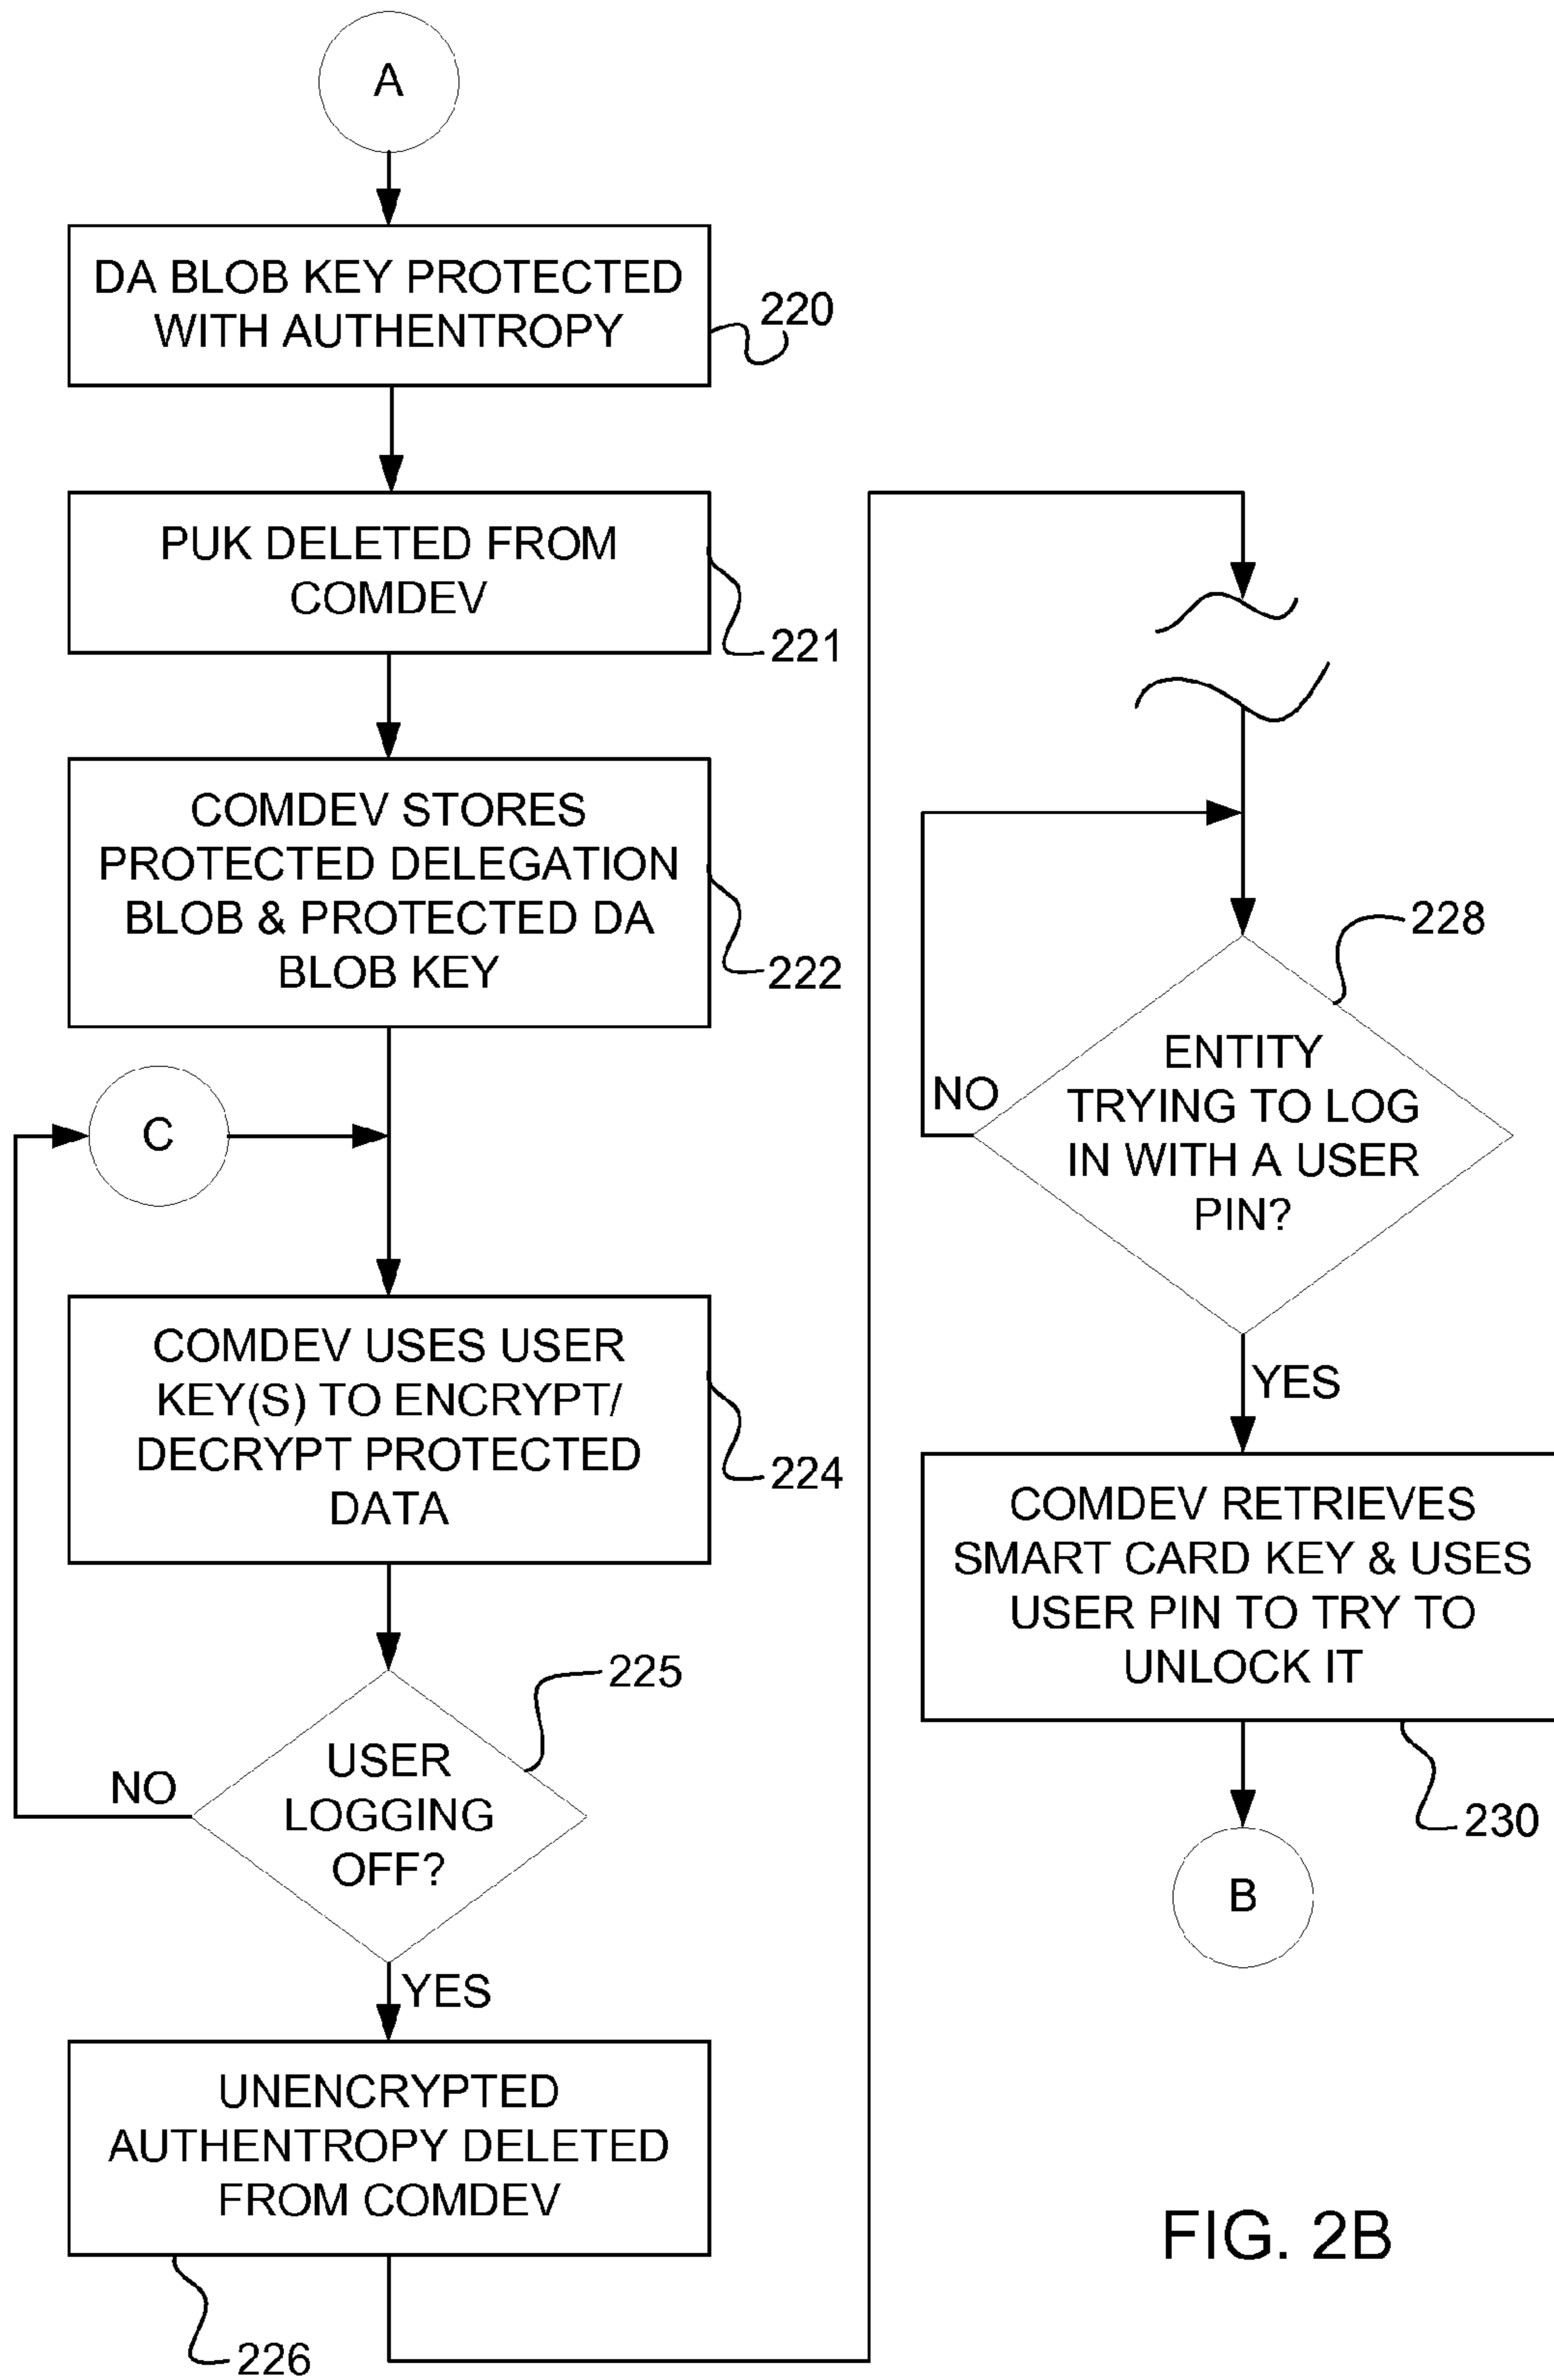 A
DA BLOB KEY PROTECTED
WITH AUTHENTROPY
220
PUK DELETED FROM
COMDEV
221
COMDEV STORES
PROTECTED DELEGATION
BLOB & PROTECTED DA
BLOB KEY
222
C
COMDEV USES USER
KEY(S) TO ENCRYPT/
DECRYPT PROTECTED
DATA
224
225
USER
LOGGING
OFF?
NO
YES
UNENCRYPTED
AUTHENTROPY DELETED
FROM COMDEV
226
228
ENTITY
TRYING TO LOG
IN WITH A USER
PIN?
NO
YES
COMDEV RETRIEVES
SMART CARD KEY & USES
USER PIN TO TRY TO
UNLOCK IT
230
B
FIG. 2B